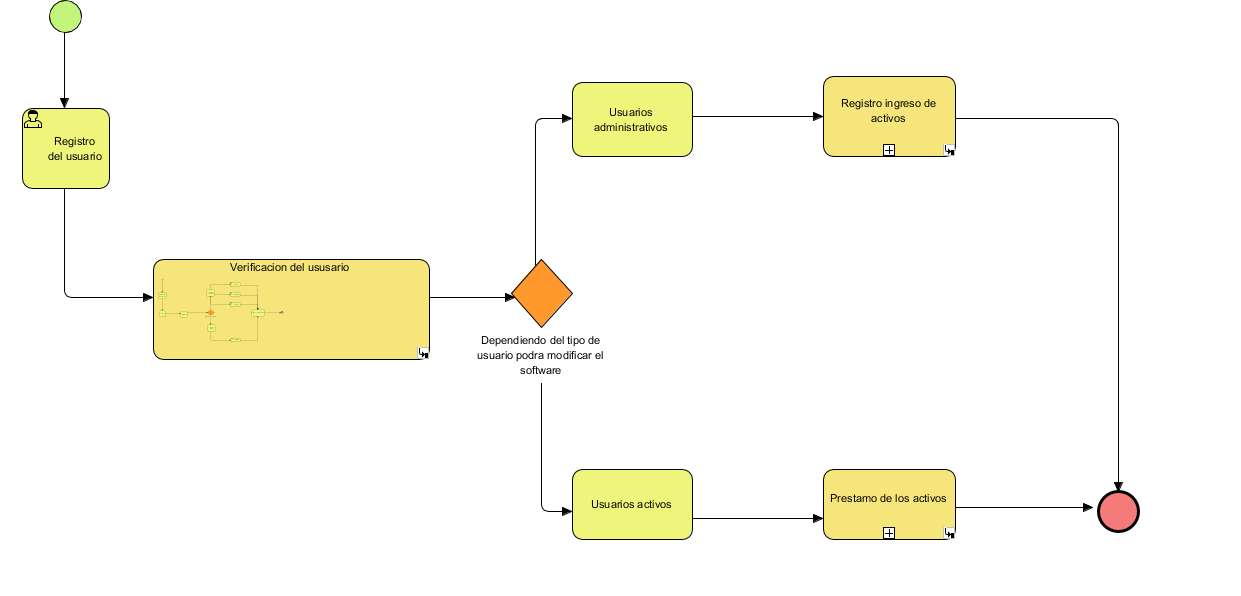 Registro
del usuario
Verificacion del ususario
Dependiendo del tipo de
usuario podra modificar el
software
Usuarios
administrativos
Registro ingreso de
activos
Usuarios activos
Prestamo de los activos